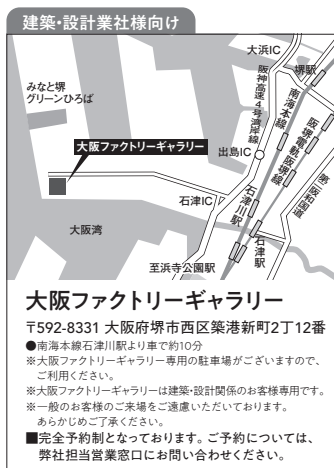 建築・設計業社様向け
大浜IC
堺駅
阪神高速4号湾岸線
南海本線
阪堺電軌阪堺線
第二阪和国道
みなと堺
グリーンひろば
大阪ファクトリーギャラリー
出島IC
石津IC
石津川駅
石津駅
大阪湾
至浜寺公園駅
大阪ファクトリーギャラリー
〒592-8331 大阪府堺市西区築港新町2丁12番
●南海本線石津川駅より車で約10分
※大阪ファクトリーギャラリー専用の駐車場がございますので、
ご利用ください。
※大阪ファクトリーギャラリーは建築・設計関係のお客様専用です。
※一般のお客様のご来場をご遠慮いただいております。
あらかじめご了承ください。
■完全予約制となっております。ご予約については、
弊社担当営業窓口にお問い合わせください。